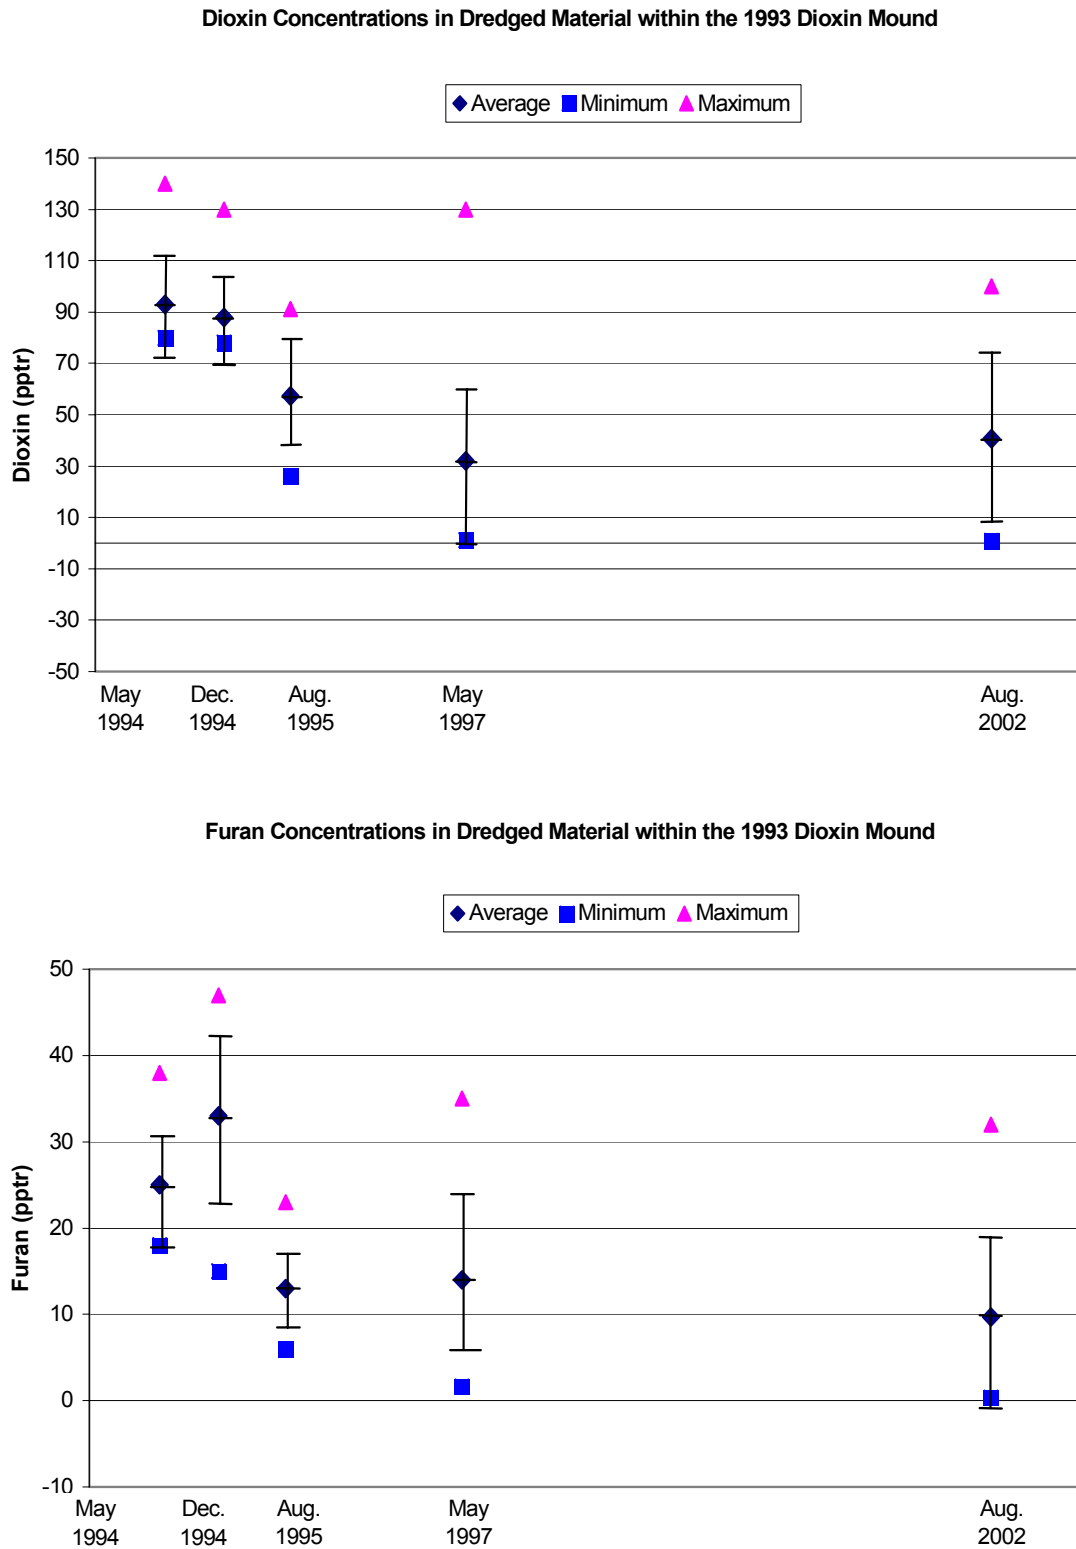 Dioxin Concentrations in Dredged Material within the 1993 Dioxin Mound
Average Minimum Maximum
150
130
110
90
70
50
30
10
-10
-30
-50
Dioxin (pptr)
May Dec. Aug. May Aug.
1994 1994 1995 1997 2002
Furan Concentrations in Dredged Material within the 1993 Dioxin Mound
Average Minimum Maximum
50
40
30
20
10
0
-10
Furan (pptr)
May Dec. Aug. May Aug.
1994 1994 1995 1997 2002